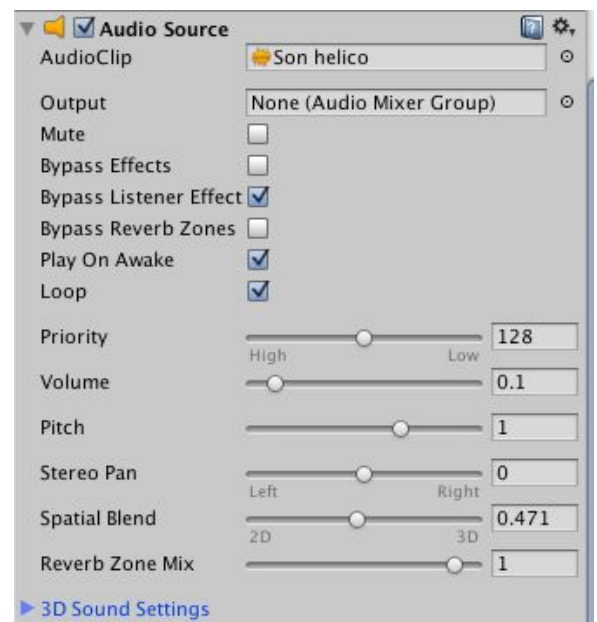 Audio Source
AudioClip Son helico
Output None (Audio Mixer Group)
Mute
Bypass Effects
Bypass Listener Effect
Bypass Reverb Zones
Play On Awake
Loop
Priority 128
High Low
Volume 0.1
Pitch 1
Stereo Pan 0
Left Right
Spatial Blend 0.471
2D 3D
Reverb Zone Mix 1
3D Sound Settings